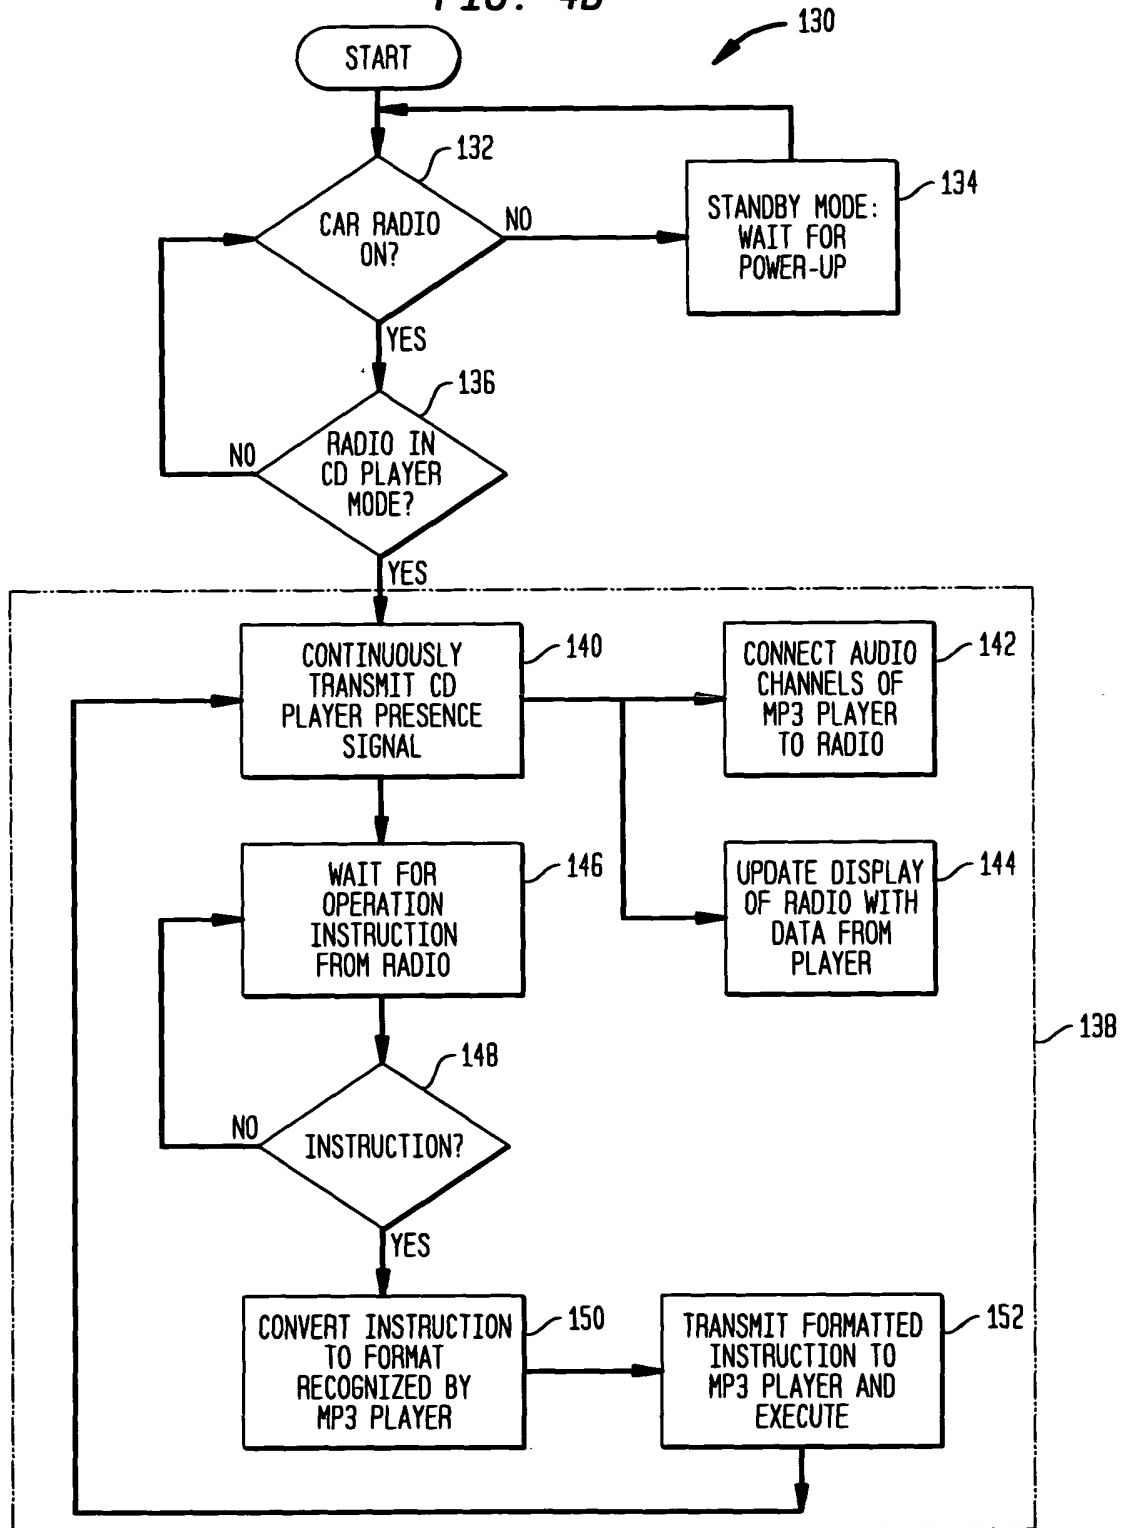 FIG. 4B
130
START
132
134
CAR RADIO
ON?
NO
STANDBY MODE:
WAIT FOR
POWER-UP
YES
136
RADIO IN
CD PLAYER
MODE?
NO
YES
CONTINUOUSLY
TRANSMIT CD
PLAYER PRESENCE
SIGNAL
140
CONNECT AUDIO
CHANNELS OF
MP3 PLAYER
TO RADIO
142
WAIT FOR
OPERATION
INSTRUCTION
FROM RADIO
146
UPDATE DISPLAY
OF RADIO WITH
DATA FROM
PLAYER
144
138
148
NO
INSTRUCTION?
YES
CONVERT INSTRUCTION
TO FORMAT
RECOGNIZED BY
MP3 PLAYER
150
TRANSMIT FORMATTED
INSTRUCTION TO
MP3 PLAYER AND
EXECUTE
152